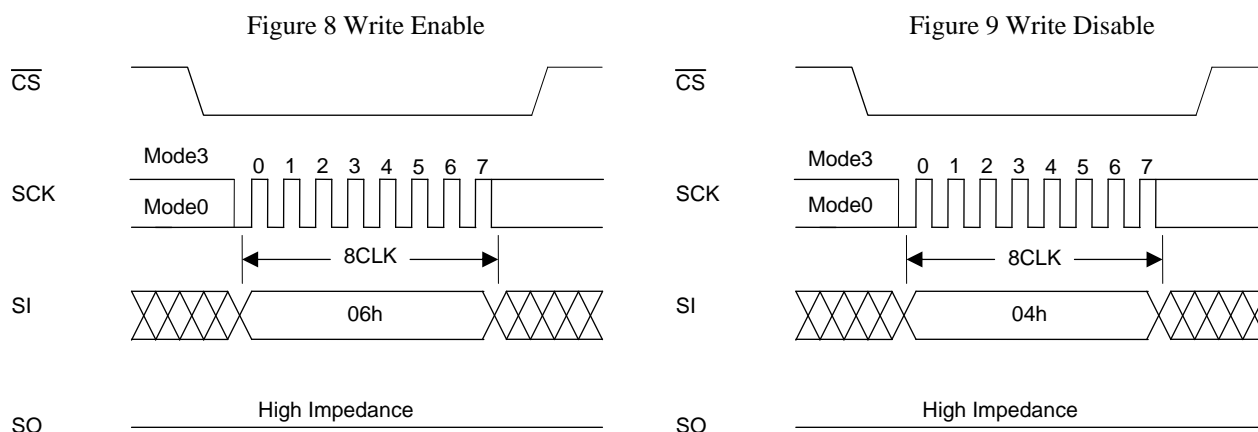 Figure 8 Write Enable
CS
Mode3
0 1 2 3 4 5 6 7
SCK
Mode0
8CLK
SI
06h
High Impedance
SO
Figure 9 Write Disable
CS
Mode3
0 1 2 3 4 5 6 7
SCK
Mode0
8CLK
SI
04h
High Impedance
SO